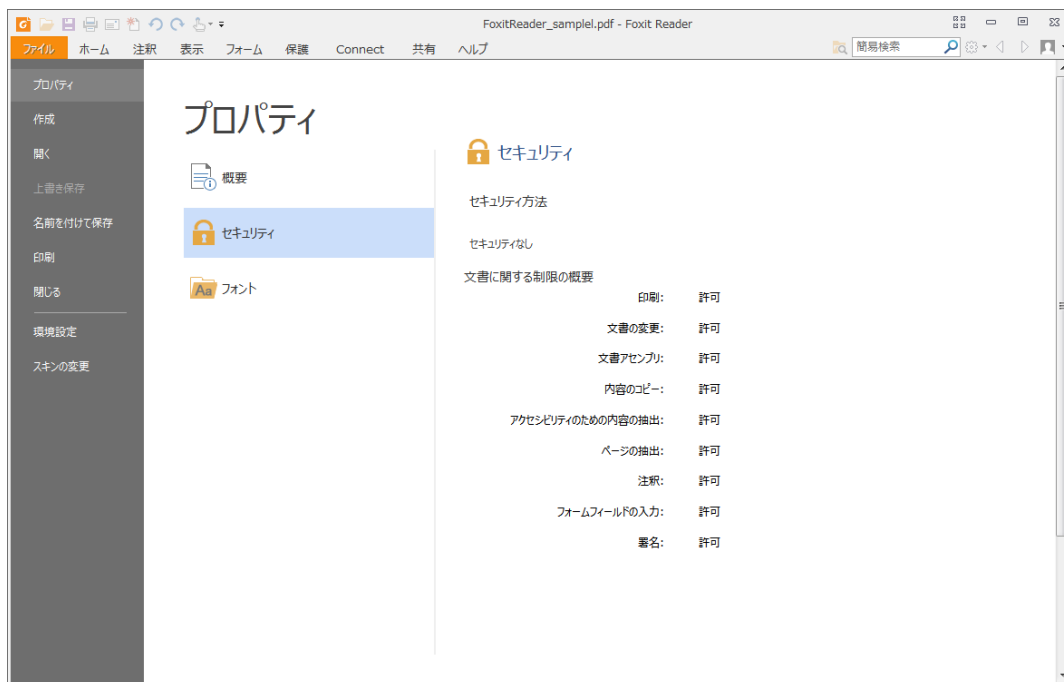 FoxitReader_samplel.pdf - Foxit Reader
ファイル ホーム 注釈 表示 フォーム 保護 Connect 共有 ヘルプ 簡易検索
プロパティ
作成
開く
上書き保存
名前を付けて保存
印刷
閉じる
環境設定
スキンの変更
プロパティ
概要
セキュリティ
Aa フォント
セキュリティ
セキュリティ方法
セキュリティなし
文書に関する制限の概要
印刷: 許可
文書の変更: 許可
文書アセンブリ: 許可
内容のコピー: 許可
アクセシビリティのための内容の抽出: 許可
ページの抽出: 許可
注釈: 許可
フォームフィールドの入力: 許可
署名: 許可